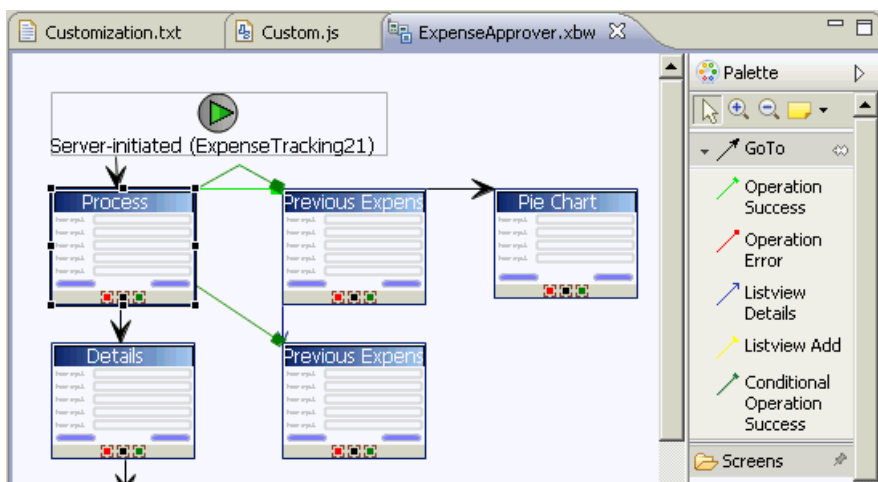 Customization.txt
Custom.js
ExpenseApprover.xbw
Server-initiated (ExpenseTracking21)
Process
Previous Expens
Pie Chart
Details
Previous Expens
Palette
GoTo
Operation
Success
Operation
Error
Listview
Details
Listview Add
Conditional
Operation
Success
Screens